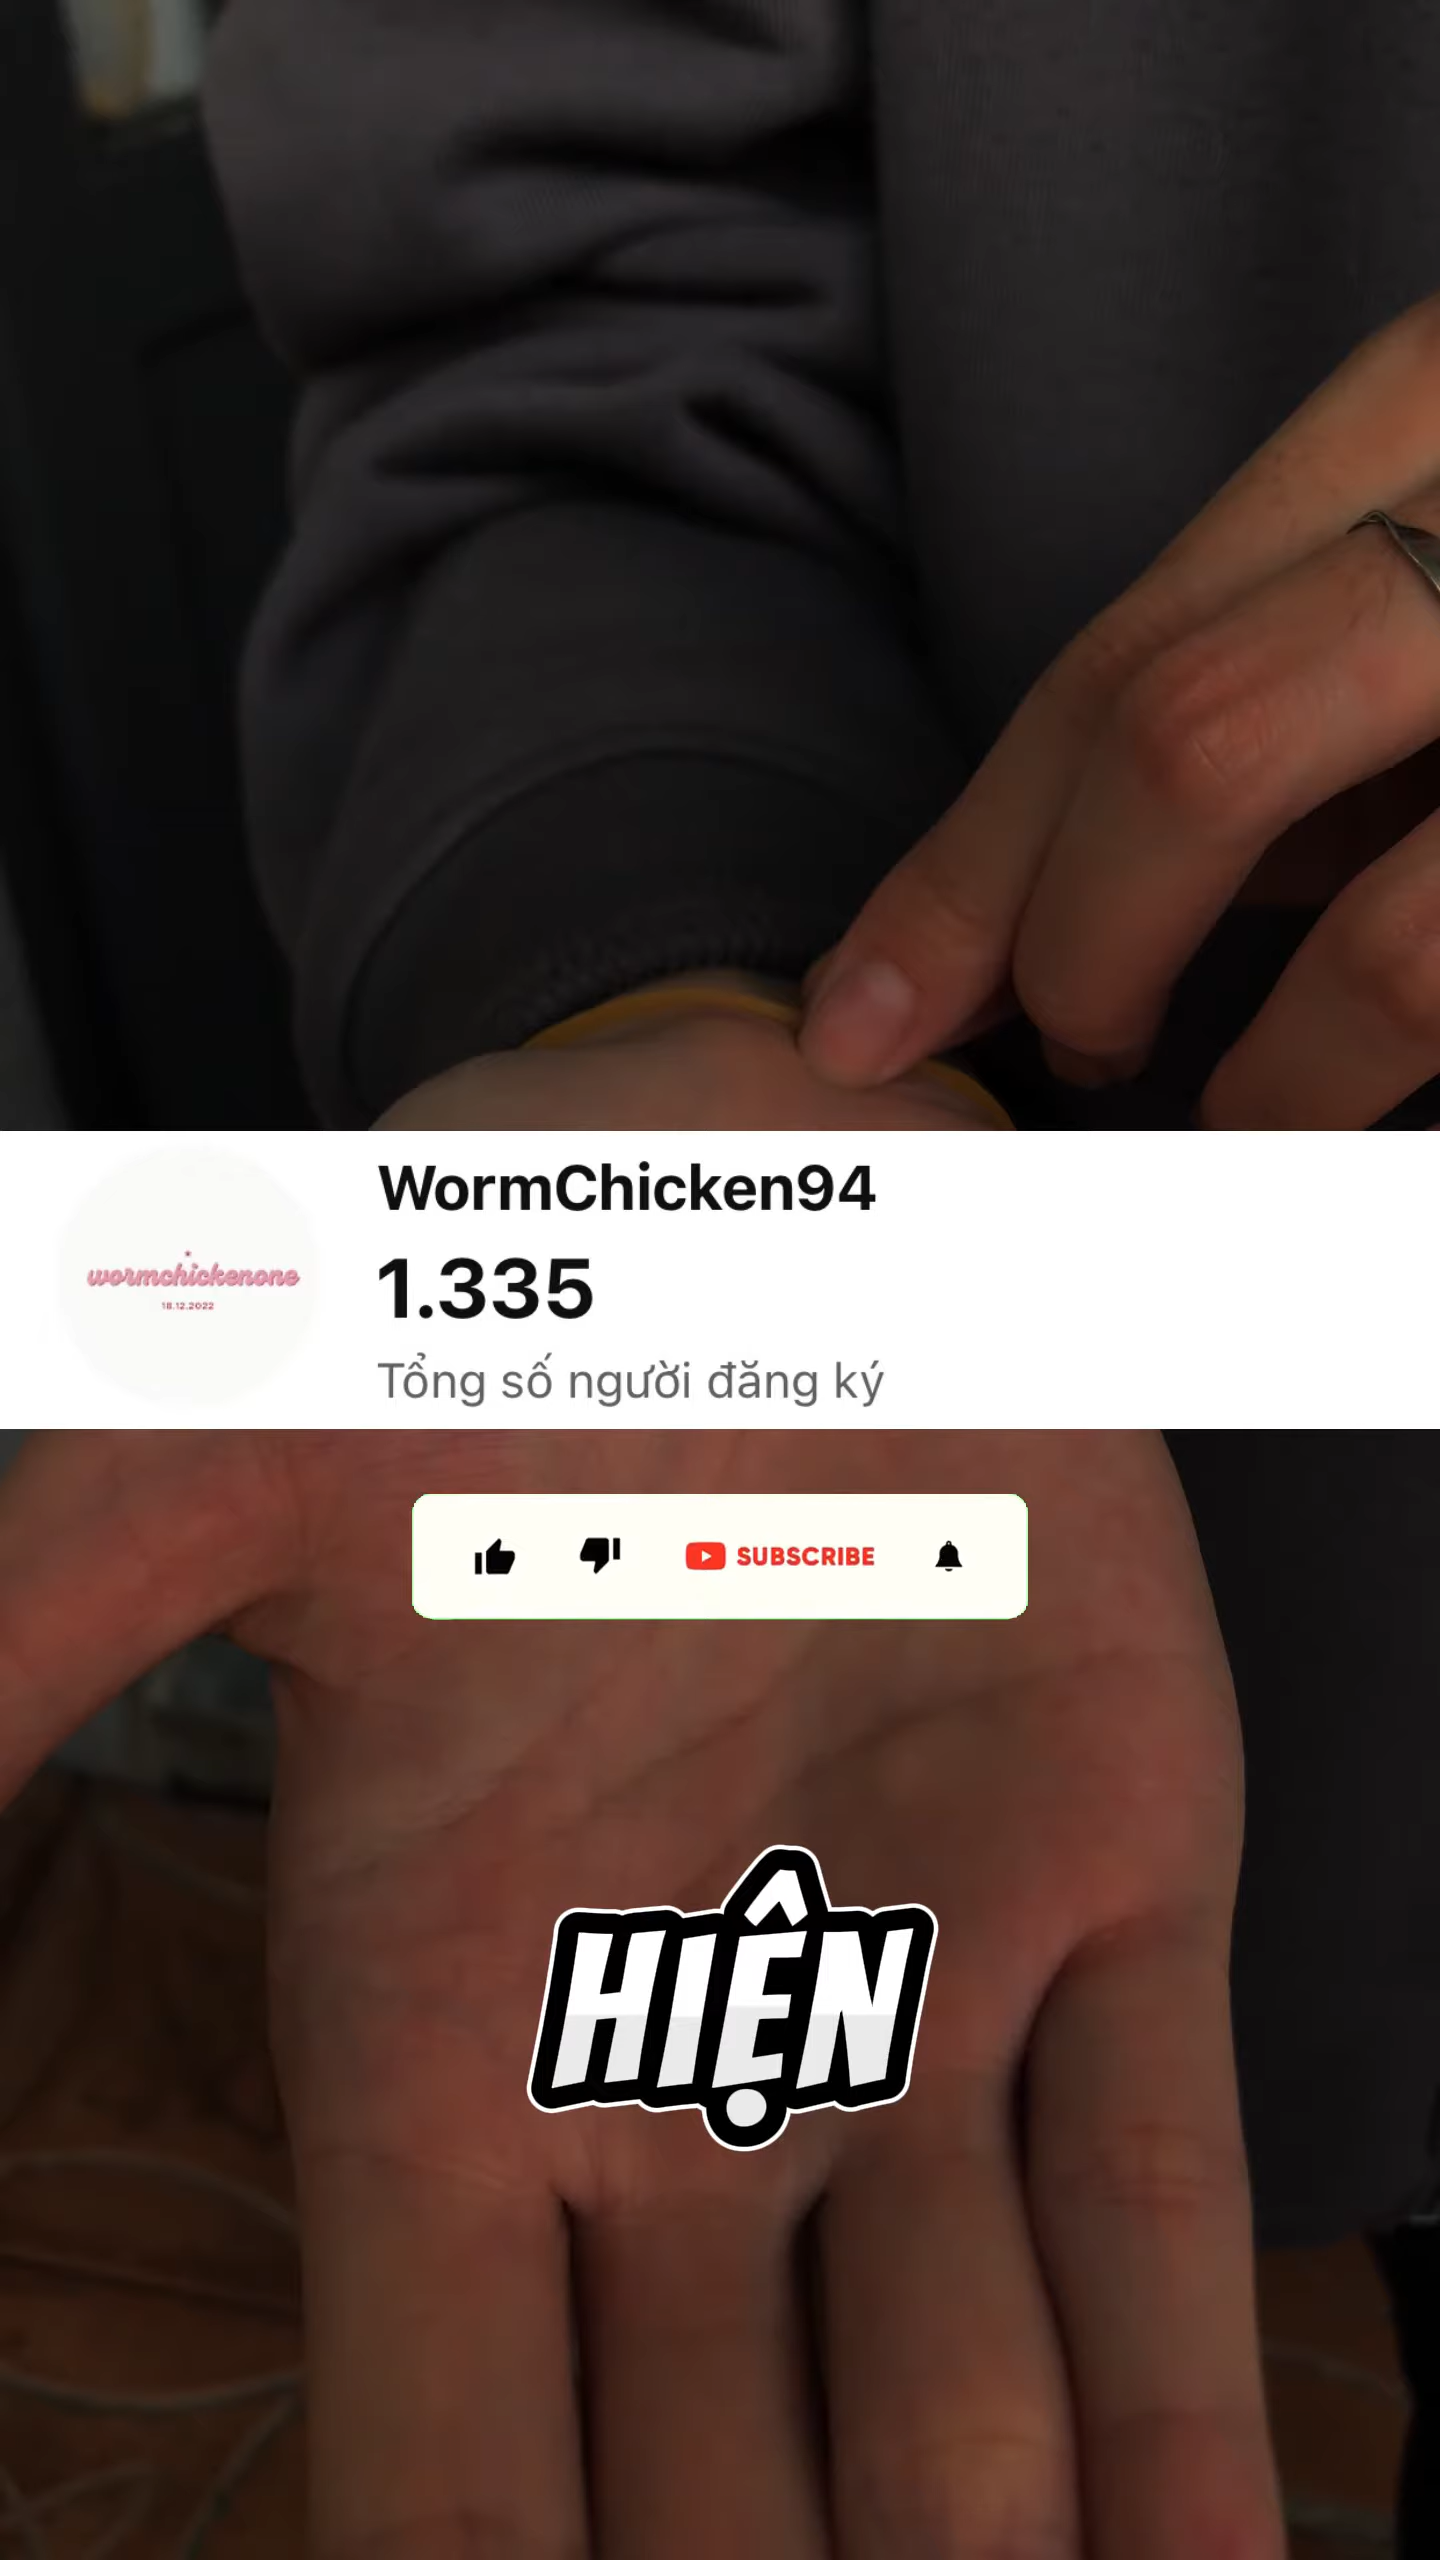 WormChicken94
wormchickenone
1.335
18.12.2022
Tổng số người đăng ký
SUBSCRIBE
HIỆN